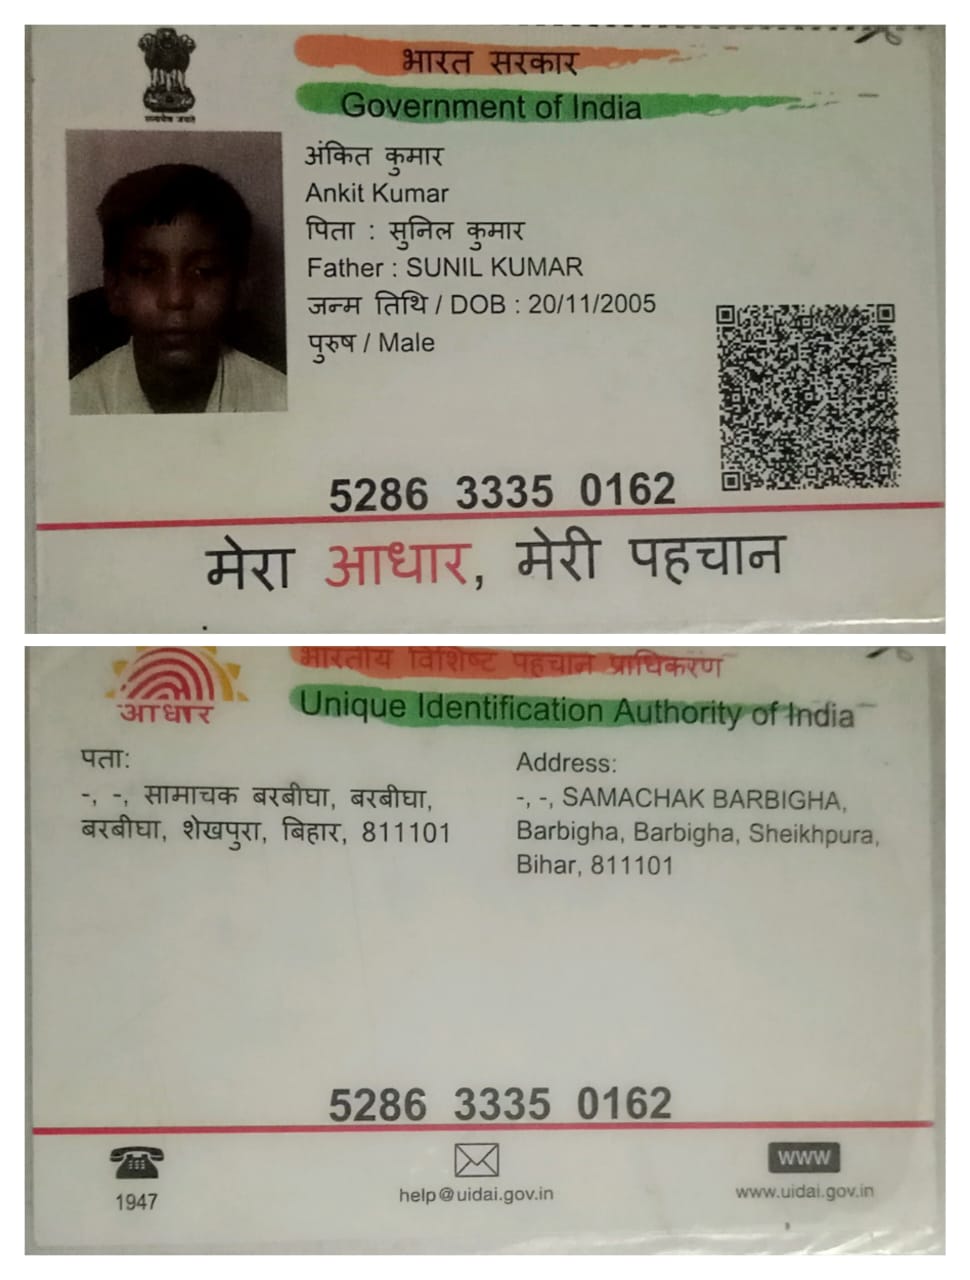 सत्यमेव जयते
भारत सरकार
Government of India
अंकित कुमार
Ankit Kumar
पिता : सुनिल कुमार
Father : SUNIL KUMAR
जन्म तिथि / DOB : 20/11/2005
पुरुष / Male
5286 3335 0162
मेरा आधार, मेरी पहचान
भारतीय विशिष्ट पहचान प्राधिकरण
आधार
Unique Identification Authority of India
पता:
-, -, सामाचक बरबीघा, बरबीघा,
बरबीघा, शेखपुरा, बिहार, 811101
Address:
-, -, SAMACHAK BARBIGHA,
Barbigha, Barbigha, Sheikhpura,
Bihar, 811101
5286 3335 0162
1947
help@uidai.gov.in
www
www.uidai.gov.in